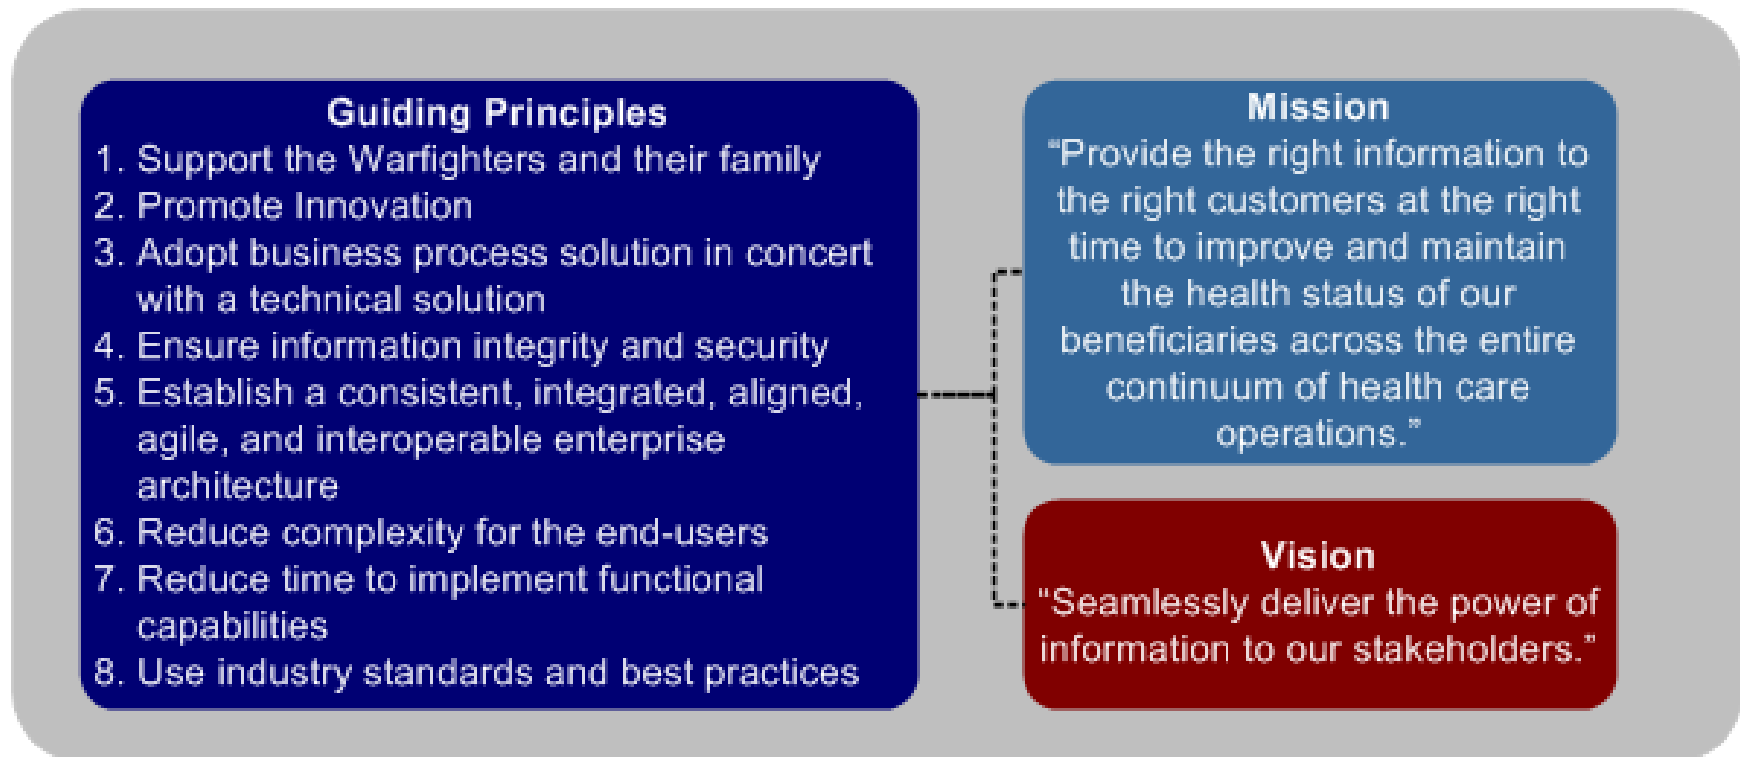 Guiding Principles
1. Support the Warfighters and their family
2. Promote Innovation
3. Adopt business process solution in concert
with a technical solution
4. Ensure information integrity and security
5. Establish a consistent, integrated, aligned,
agile, and interoperable enterprise
architecture
6. Reduce complexity for the end-users
7. Reduce time to implement functional
capabilities
8. Use industry standards and best practices
Mission
“Provide the right information to
the right customers at the right
time to improve and maintain
the health status of our
beneficiaries across the entire
continuum of health care
operations.”
Vision
“Seamlessly deliver the power of
information to our stakeholders.”